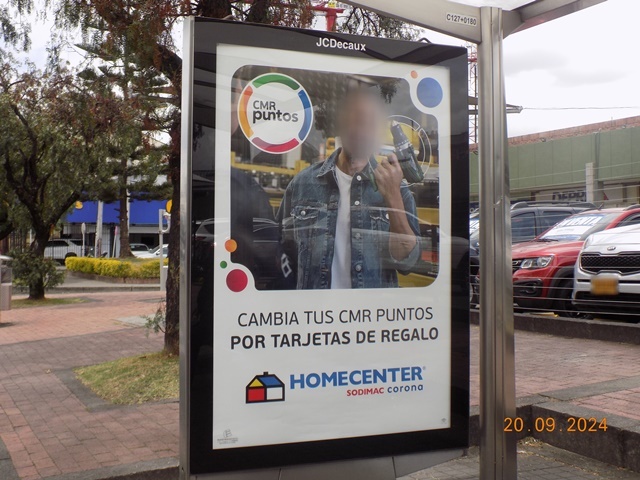 C127*0180
JCDecaux
CMR
puntos
CAMBIA TUS CMR PUNTOS
POR TARJETAS DE REGALO
HOMECENTER
SODIMAC corona
20.09.2024